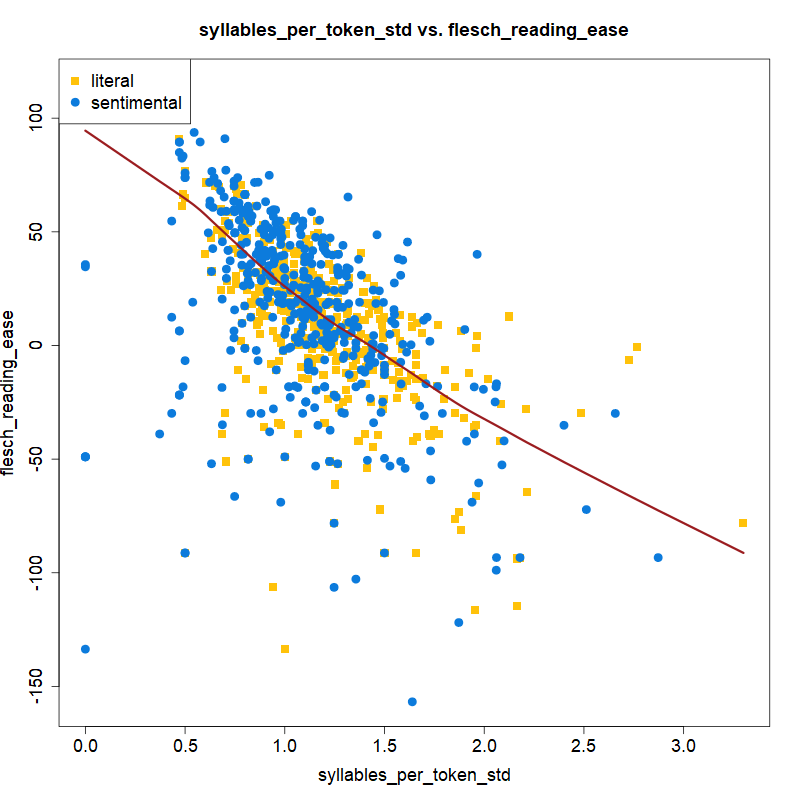 syllables_per_token_std vs. flesch_reading_ease
literal
sentimental
100
50
0
-50
-100
-150
flesch_reading_ease
0.0 0.5 1.0 1.5 2.0 2.5 3.0
syllables_per_token_std